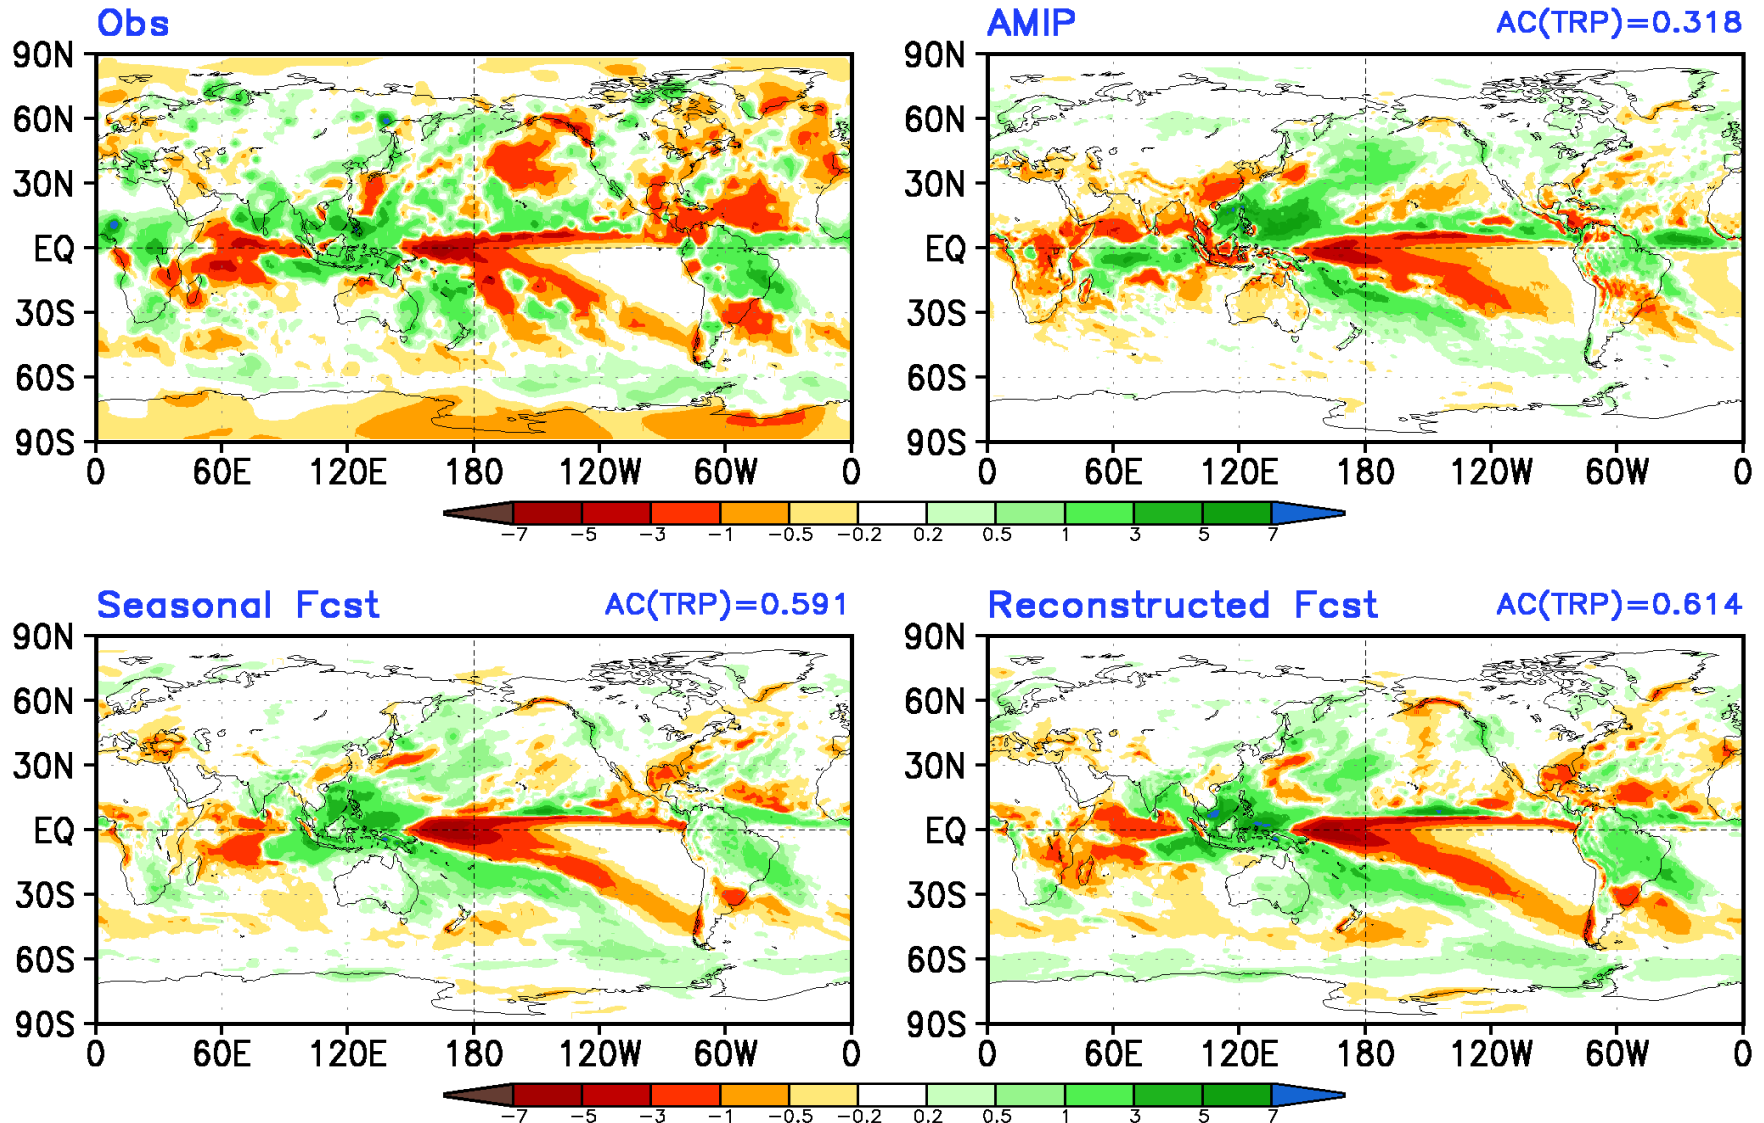 Obs
AMIP AC(TRP)=0.318
90N 90N
60N 60N
30N 30N
EQ EQ
30S 30S
60S 60S
90S 90S
0 60E 120E 180 120W 60W 0 0 60E 120E 180 120W 60W 0
-7 -5 -3 -1 -0.5 -0.2 0.2 0.5 1 3 5 7
Seasonal Fcst AC(TRP)=0.591 Reconstructed Fcst AC(TRP)=0.614
90N 90N
60N 60N
30N 30N
EQ EQ
30S 30S
60S 60S
90S 90S
0 60E 120E 180 120W 60W 0 0 60E 120E 180 120W 60W 0
-7 -5 -3 -1 -0.5 -0.2 0.2 0.5 1 3 5 7